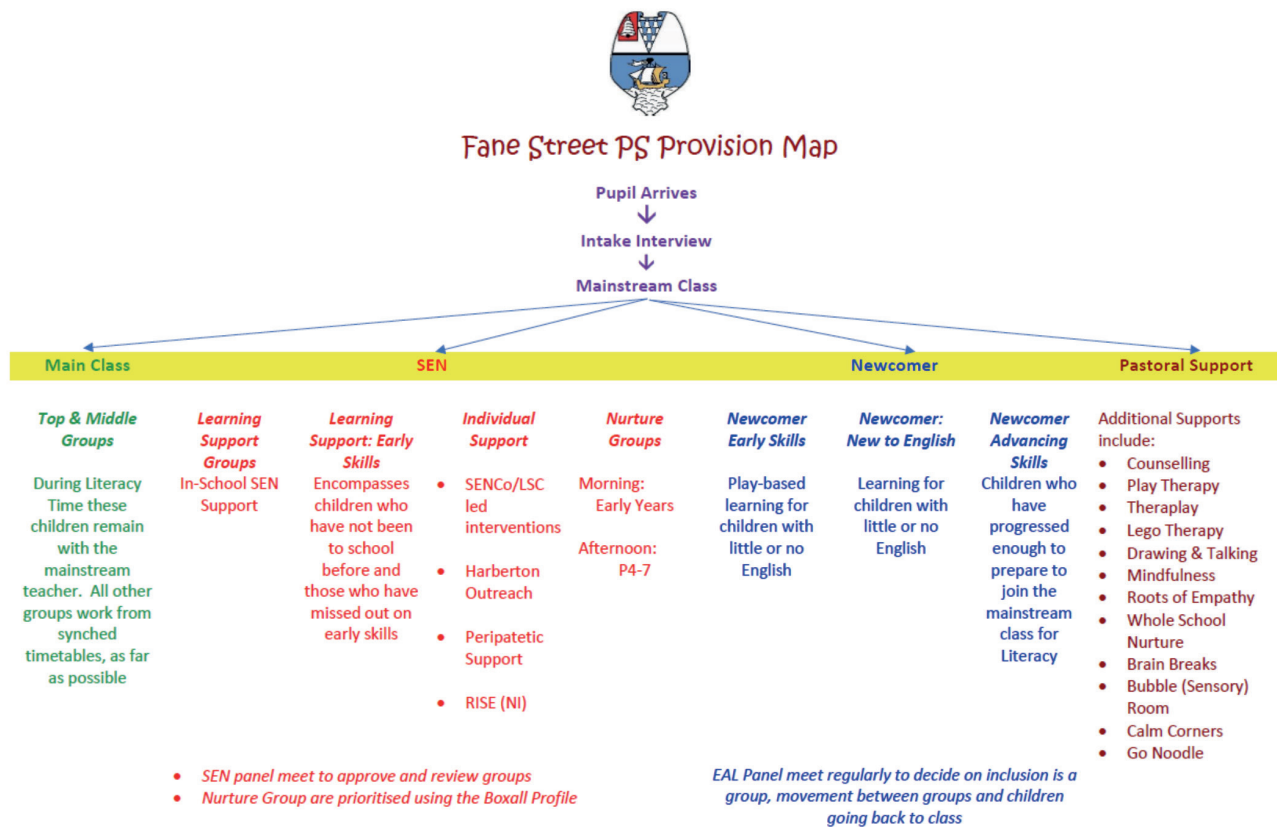 Fane Street PS Provision Map
Pupil Arrives
Intake Interview
Mainstream Class
Main Class
SEN
Newcomer
Pastoral Support
Top & Middle
Groups
During Literacy
Time these
children remain
with the
mainstream
teacher. All other
groups work from
synched
timetables, as far
as possible
Learning
Support
Groups
In-School SEN
Support
Learning
Support: Early
Skills
Encompasses
children who
have not been
to school
before and
those who have
missed out on
early skills
Individual
Support
• SENCo/LSC
led
interventions
• Harberton
Outreach
• Peripatetic
Support
• RISE (NI)
Nurture
Groups
Morning:
Early Years
Afternoon:
P4-7
• SEN panel meet to approve and review groups
• Nurture Group are prioritised using the Boxall Profile
Newcomer
Early Skills
Play-based
learning for
children with
little or no
English
Newcomer:
New to English
Learning for
children with
little or no
English
Newcomer
Advancing
Skills
Children who
have
progressed
enough to
prepare to
join the
mainstream
class for
Literacy
EAL Panel meet regularly to decide on inclusion is a
group, movement between groups and children
going back to class
Additional Supports
include:
• Counselling
• Play Therapy
• Theraplay
• Lego Therapy
• Drawing & Talking
• Mindfulness
• Roots of Empathy
• Whole School
Nurture
• Brain Breaks
• Bubble (Sensory)
Room
• Calm Corners
• Go Noodle